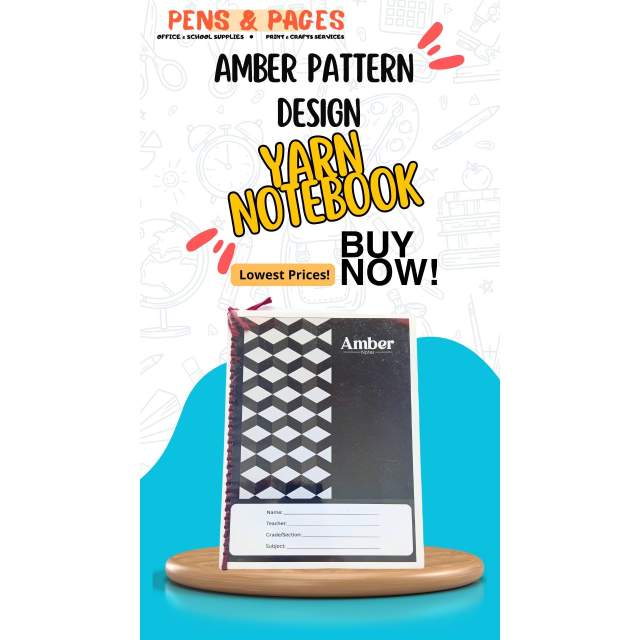 PENS & PAGES
OFFICE & SCHOOL SUPPLIES • PRINT & CRAFTS SERVICES
AMBER PATTERN
DESIGN
YARN
NOTEBOOK
BUY
NOW!
Lowest Prices!
Amber
Notes
Name:
Teacher:
Grade/Section:
Subject: